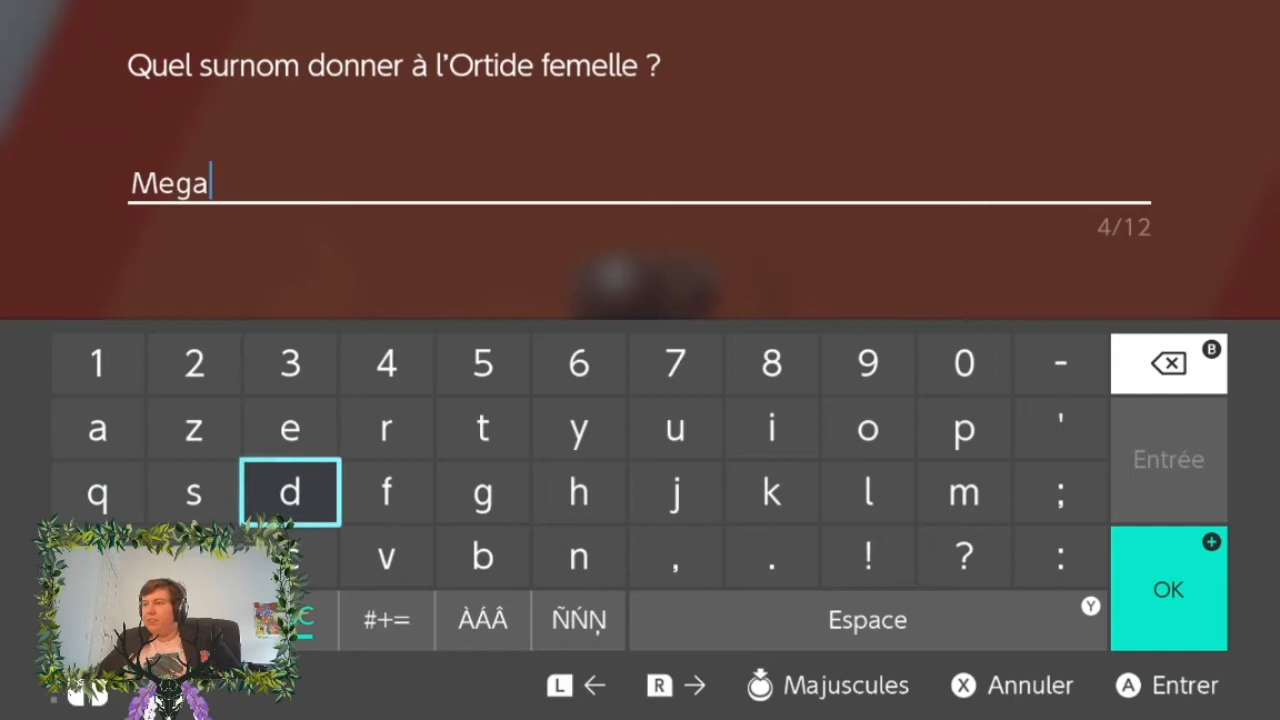 Quel surnom donner à l'Ortide femelle ?
Mega
4/12
1 2 3 4 5 6 7 8 9 0 - B
a z e r t y u i o p '
Entrée
q s d f g h j k l m ;
v b n , . ! ? : +
OK
#+= ÀÁÂ ÑŃŅ Espace Y
L ← R → Majuscules X Annuler A Entrer